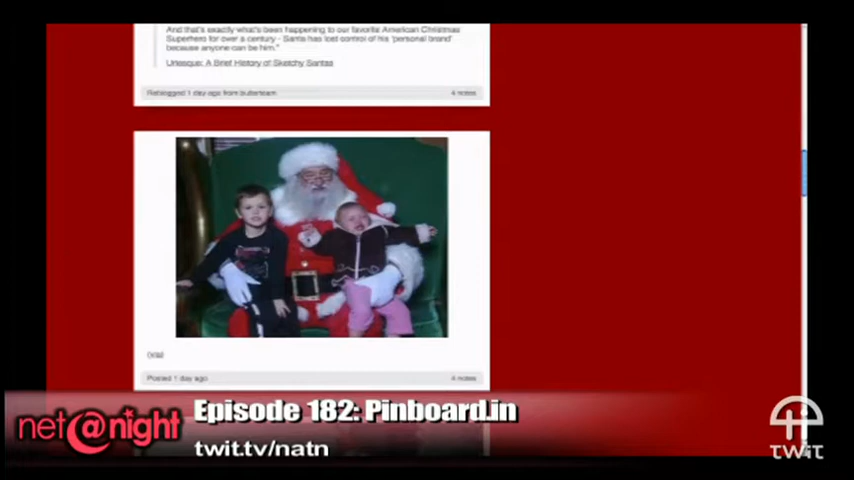 And that's exactly what's been happening to our favorite American Christmas
Superhero for over a century - Santa has lost control of his 'personal brand'
because anyone can be him."
Urlesque: A Brief History of Sketchy Santas
Reblogged 1 day ago from butterteam
4 notes
(via)
Posted 1 day ago
4 notes
net@night
Episode 182: Pinboard.in
twit.tv/natn
TWiT